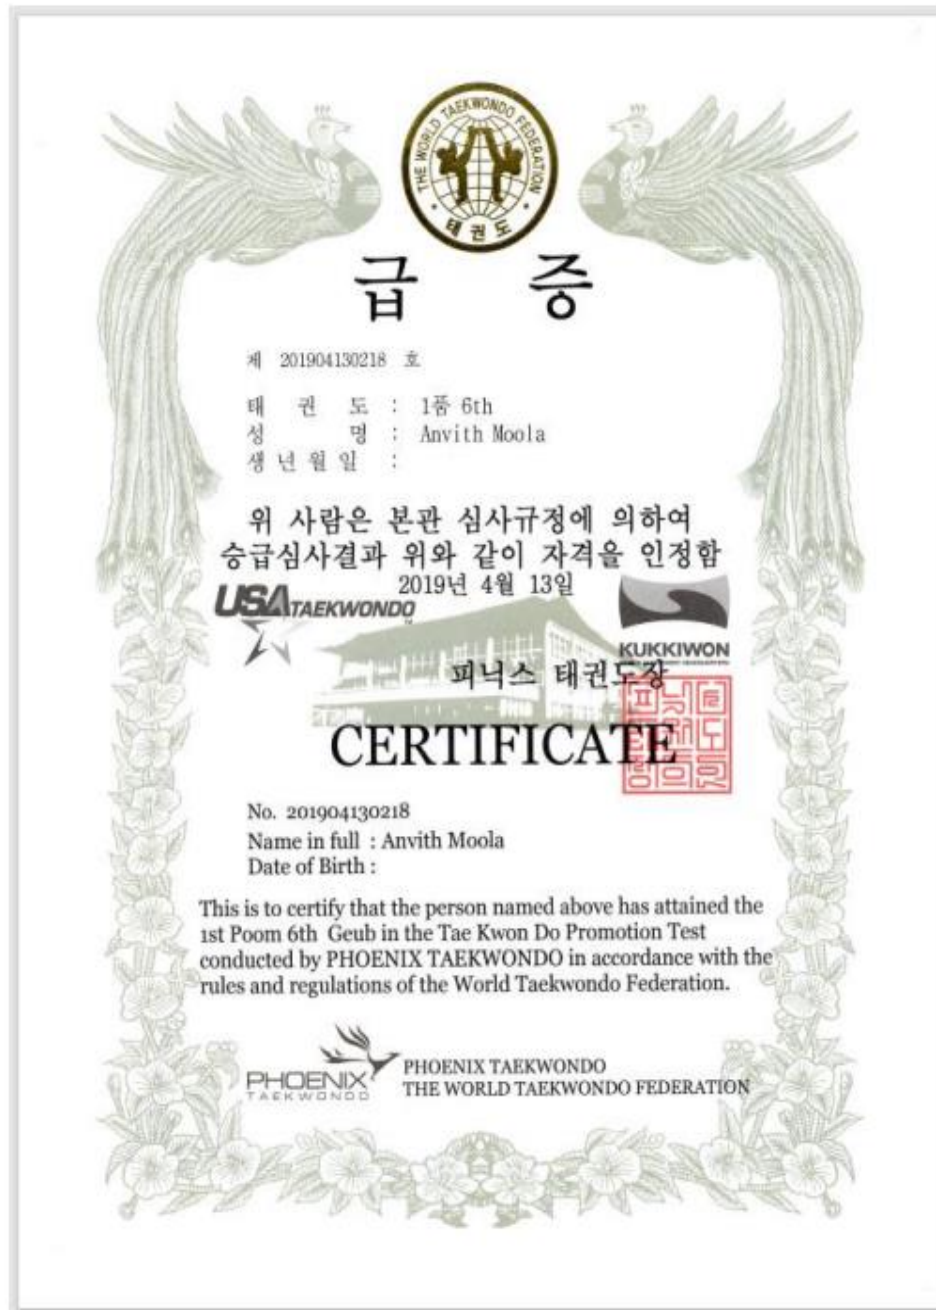 THE WORLD TAEKWONDO FEDERATION
태권도
급 증
제 201904130218 호
태 권 도 : 1품 6th
성 명 : Anvith Moola
생 년 월 일 :
위 사람은 본관 심사규정에 의하여
승급심사결과 위와 같이 자격을 인정함
2019년 4월 13일
USA TAEKWONDO
KUKKIWON
피닉스 태권도장
CERTIFICATE
No. 201904130218
Name in full : Anvith Moola
Date of Birth :
This is to certify that the person named above has attained the
1st Poom 6th Geub in the Tae Kwon Do Promotion Test
conducted by PHOENIX TAEKWONDO in accordance with the
rules and regulations of the World Taekwondo Federation.
PHOENIX
TAEKWONDO
PHOENIX TAEKWONDO
THE WORLD TAEKWONDO FEDERATION